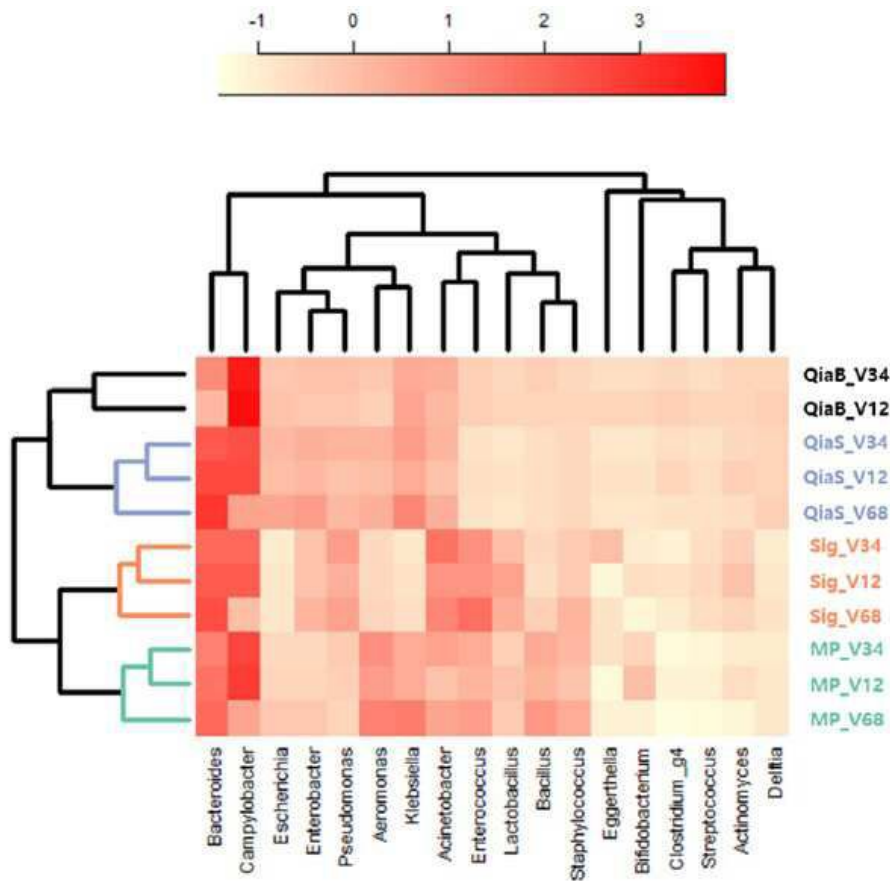 -1 0 1 2 3
QiaB_V34
QiaB_V12
QiaS_V34
QiaS_V12
QiaS_V68
Sig_V34
Sig_V12
Sig_V68
MP_V34
MP_V12
MP_V68
Bacteroides
Campylobacter
Escherichia
Enterobacter
Pseudomonas
Aeromonas
Klebsiella
Acinetobacter
Enterococcus
Lactobacillus
Bacillus
Staphylococcus
Eggerthella
Bifidobacterium
Clostridium_g4
Streptococcus
Actinomyces
Delftia